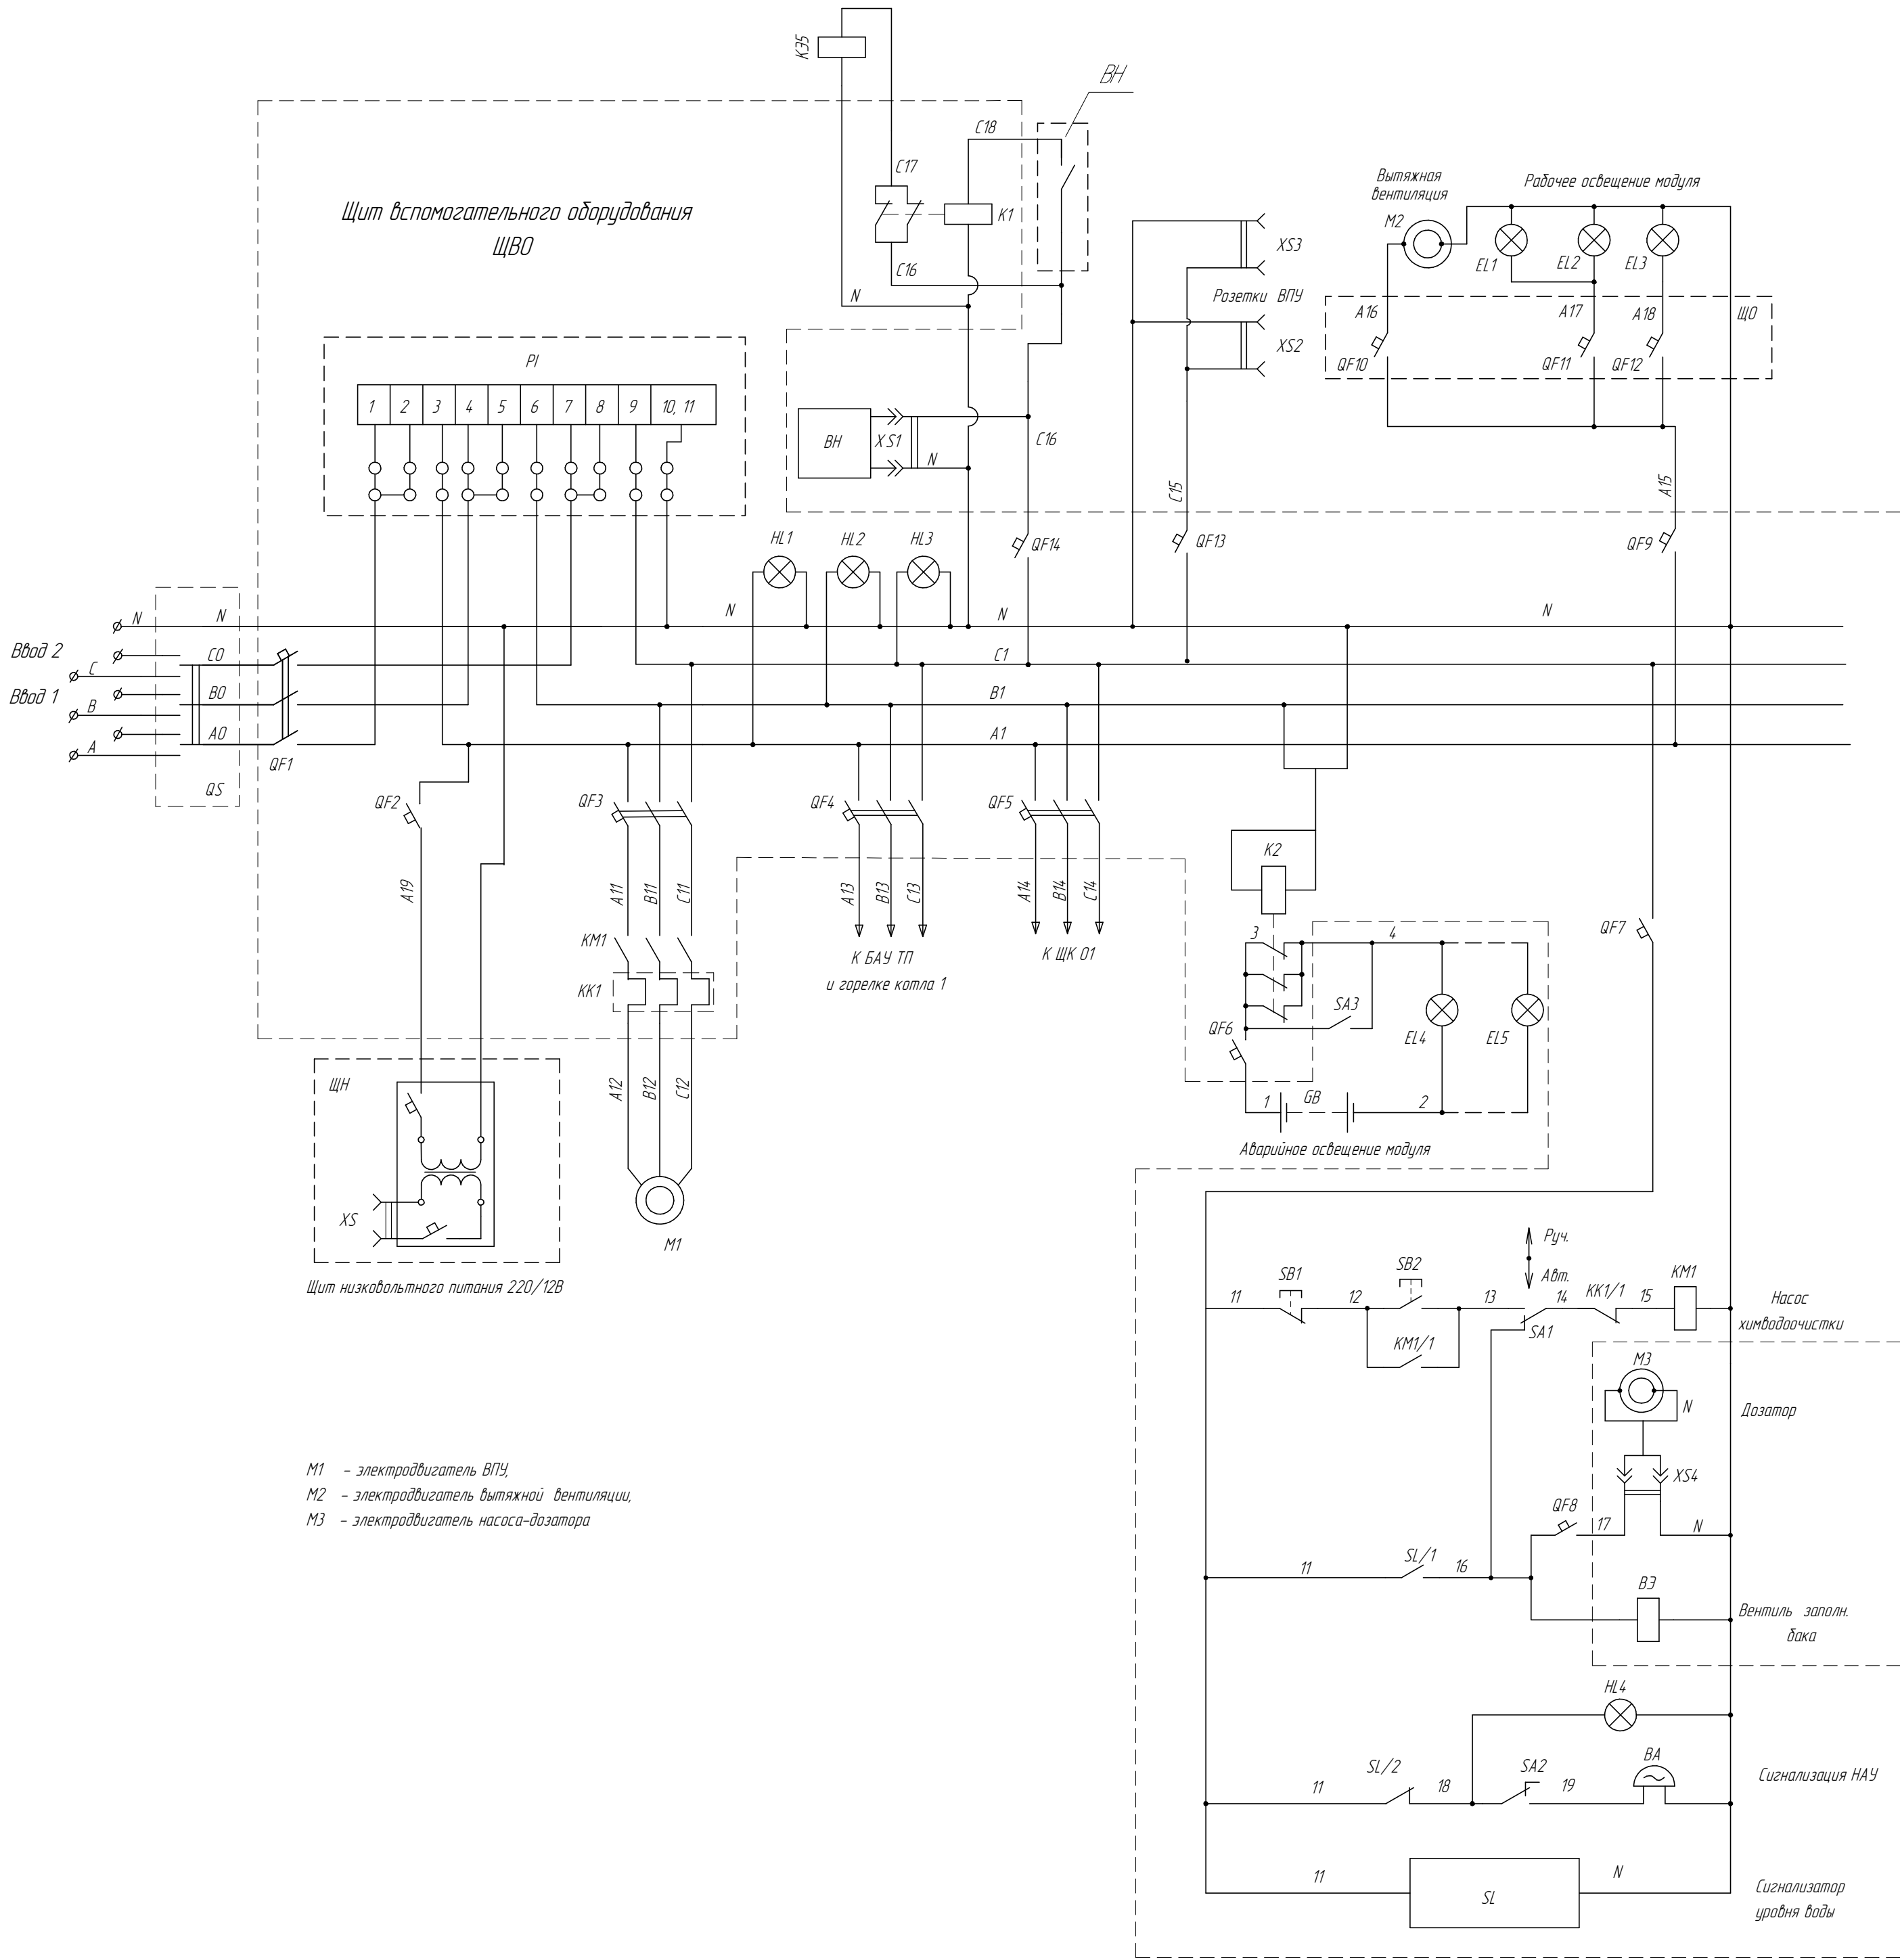 КЭ5
ВН
С18
С17
К1
С16
N
Щит вспомогательного оборудования
ЩВО
Вытяжная
вентиляция
М2
Рабочее освещение модуля
EL1
EL2
EL3
XS3
Розетки ВПУ
XS2
А16
А17
А18
ЩО
QF10
QF11
QF12
PI
1 2 3 4 5 6 7 8 9 10, 11
ВН
XS1
N
С16
С15
А15
HL1
HL2
HL3
QF14
QF13
QF9
N
N
N
N
N
Ввод 2
С
СО
С1
Ввод 1
В
ВО
В1
А
АО
А1
QF1
QS
QF2
QF3
QF4
QF5
А19
А11
В11
С11
А13
В13
С13
А14
В14
С14
К2
КМ1
КК1
К БАУ ТП
и горелке котла 1
К ЩК 01
3
4
QF7
SA3
QF6
EL4
EL5
1
GB
2
Аварийное освещение модуля
ЩН
А12
В12
С12
XS
М1
Щит низковольтного питания 220/12В
Руч.
Авт.
11
SB1
12
SB2
13
14
КК1/1
15
КМ1
SA1
КМ1/1
Насос
химводоочистки
М3
N
Дозатор
XS4
QF8
17
N
11
SL/1
16
ВЭ
Вентиль заполн.
бака
М1 – электродвигатель ВПУ,
М2 – электродвигатель вытяжной вентиляции,
М3 – электродвигатель насоса-дозатора
HL4
11
SL/2
18
SA2
19
ВА
Сигнализация НАУ
11
SL
N
Сигнализатор
уровня воды